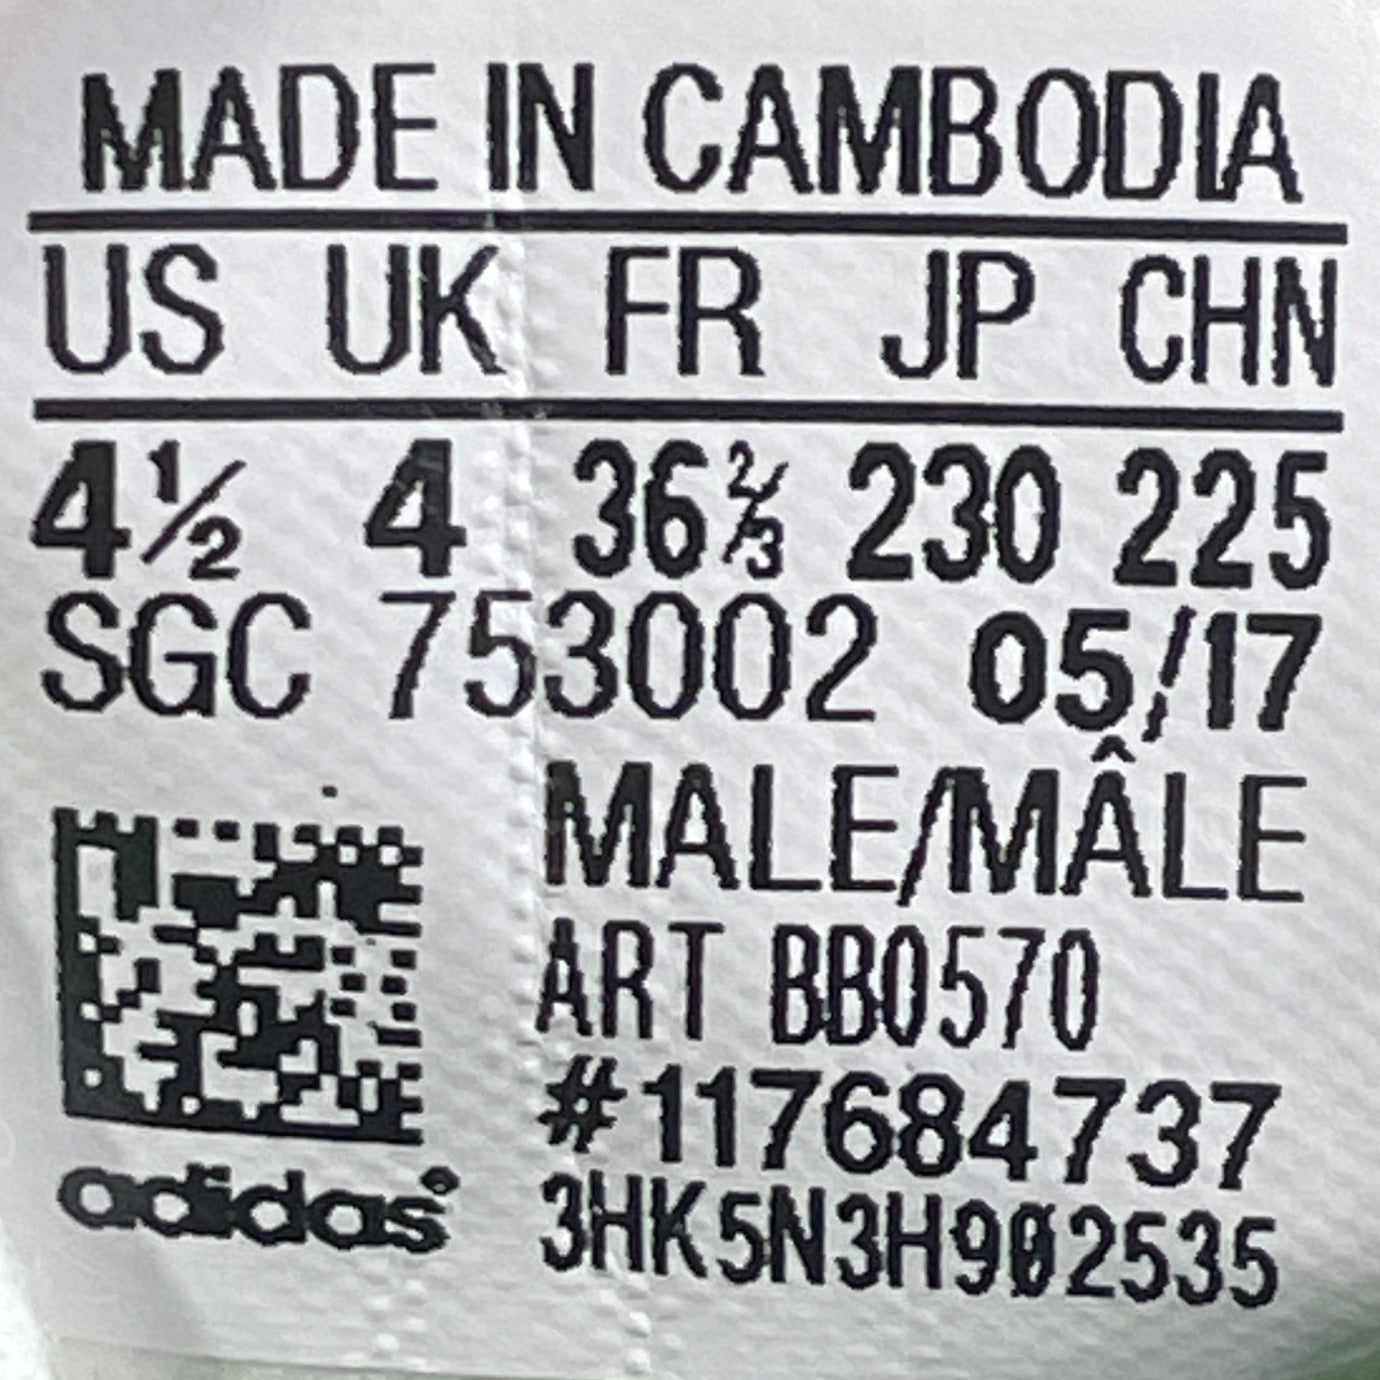 MADE IN CAMBODIA
US UK FR JP CHN
4½ 4 36⅔ 230 225
SGC 753002 05/17
MALE/MÂLE
ART BB0570
#117684737
3HK5N3H902535
adidas®